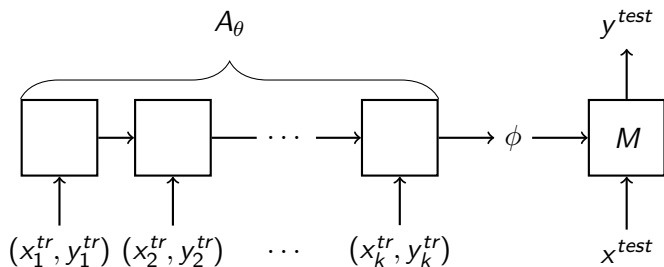 A_θ
y^{test}
· · · φ M
(x_1^{tr}, y_1^{tr}) (x_2^{tr}, y_2^{tr}) · · · (x_k^{tr}, y_k^{tr}) x^{test}